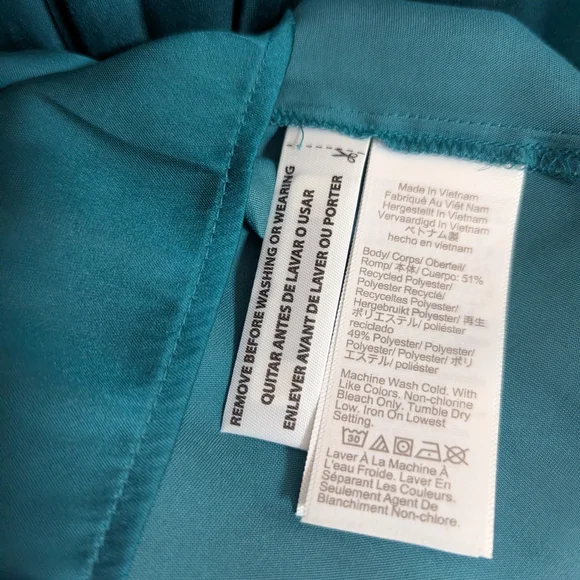 REMOVE BEFORE WASHING OR WEARING
QUITAR ANTES DE LAVAR O USAR
ENLEVER AVANT DE LAVER OU PORTER
Made In Vietnam
Fabriqué Au Viêt Nam
Hergestellt In Vietnam
Vervaardigd In Vietnam
ベトナム製
hecho en vietnam
Body/ Corps/ Oberteil/
Romp/ 本体/ Cuerpo: 51%
Recycled Polyester/
Polyester Recyclé/
Recyceltes Polyester/
Hergebruikt Polyester/ 再生
ポリエステル/ poliéster
reciclado
49% Polyester/ Polyester/
Polyester/ Polyester/ ポリ
エステル/ poliéster
Machine Wash Cold. With
Like Colors. Non-chlorine
Bleach Only. Tumble Dry
Low. Iron On Lowest
Setting.
30
Laver À La Machine À
L'eau Froide. Laver En
Séparant Les Couleurs.
Seulement Agent De
Blanchiment Non-chlore.